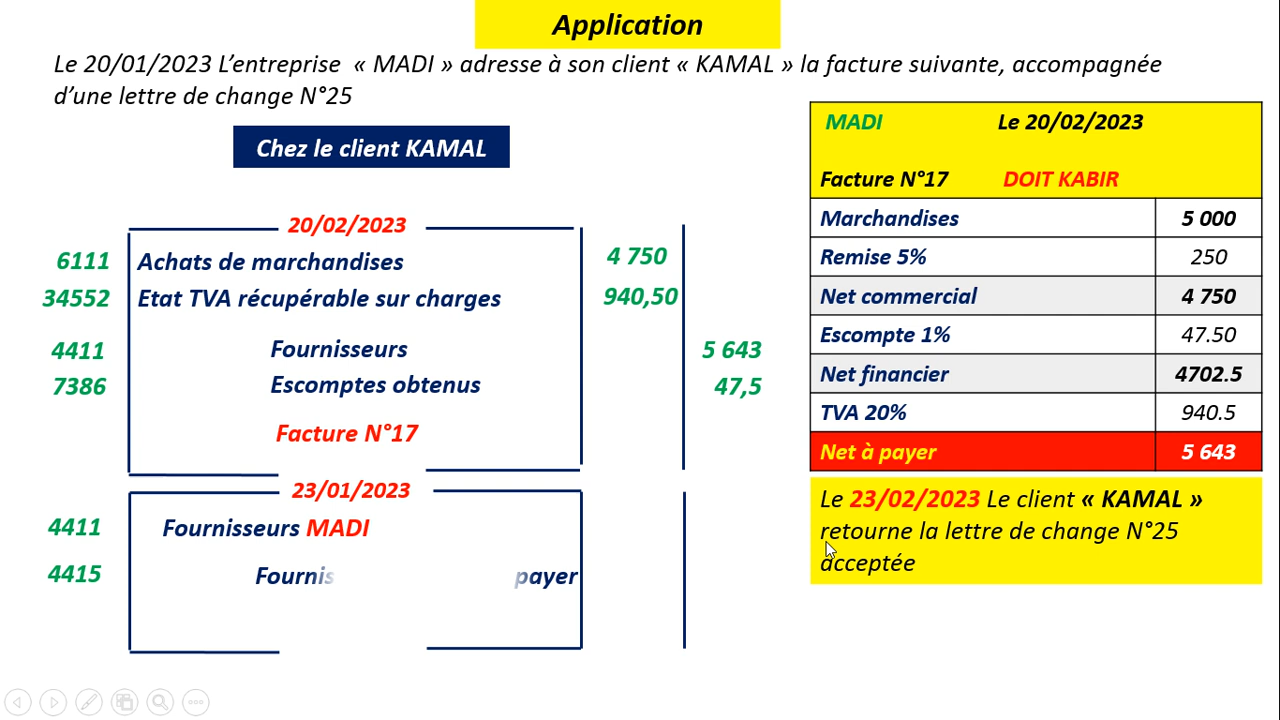 Application
Le 20/01/2023 L’entreprise « MADI » adresse à son client « KAMAL » la facture suivante, accompagnée
d’une lettre de change N°25
Chez le client KAMAL
20/02/2023
6111 Achats de marchandises 4 750
34552 Etat TVA récupérable sur charges 940,50
4411 Fournisseurs 5 643
7386 Escomptes obtenus 47,5
Facture N°17
23/01/2023
4411 Fournisseurs MADI
4415 Fournis payer
MADI Le 20/02/2023
Facture N°17 DOIT KABIR
Marchandises 5 000
Remise 5% 250
Net commercial 4 750
Escompte 1% 47.50
Net financier 4702.5
TVA 20% 940.5
Net à payer 5 643
Le 23/02/2023 Le client « KAMAL »
retourne la lettre de change N°25
acceptée